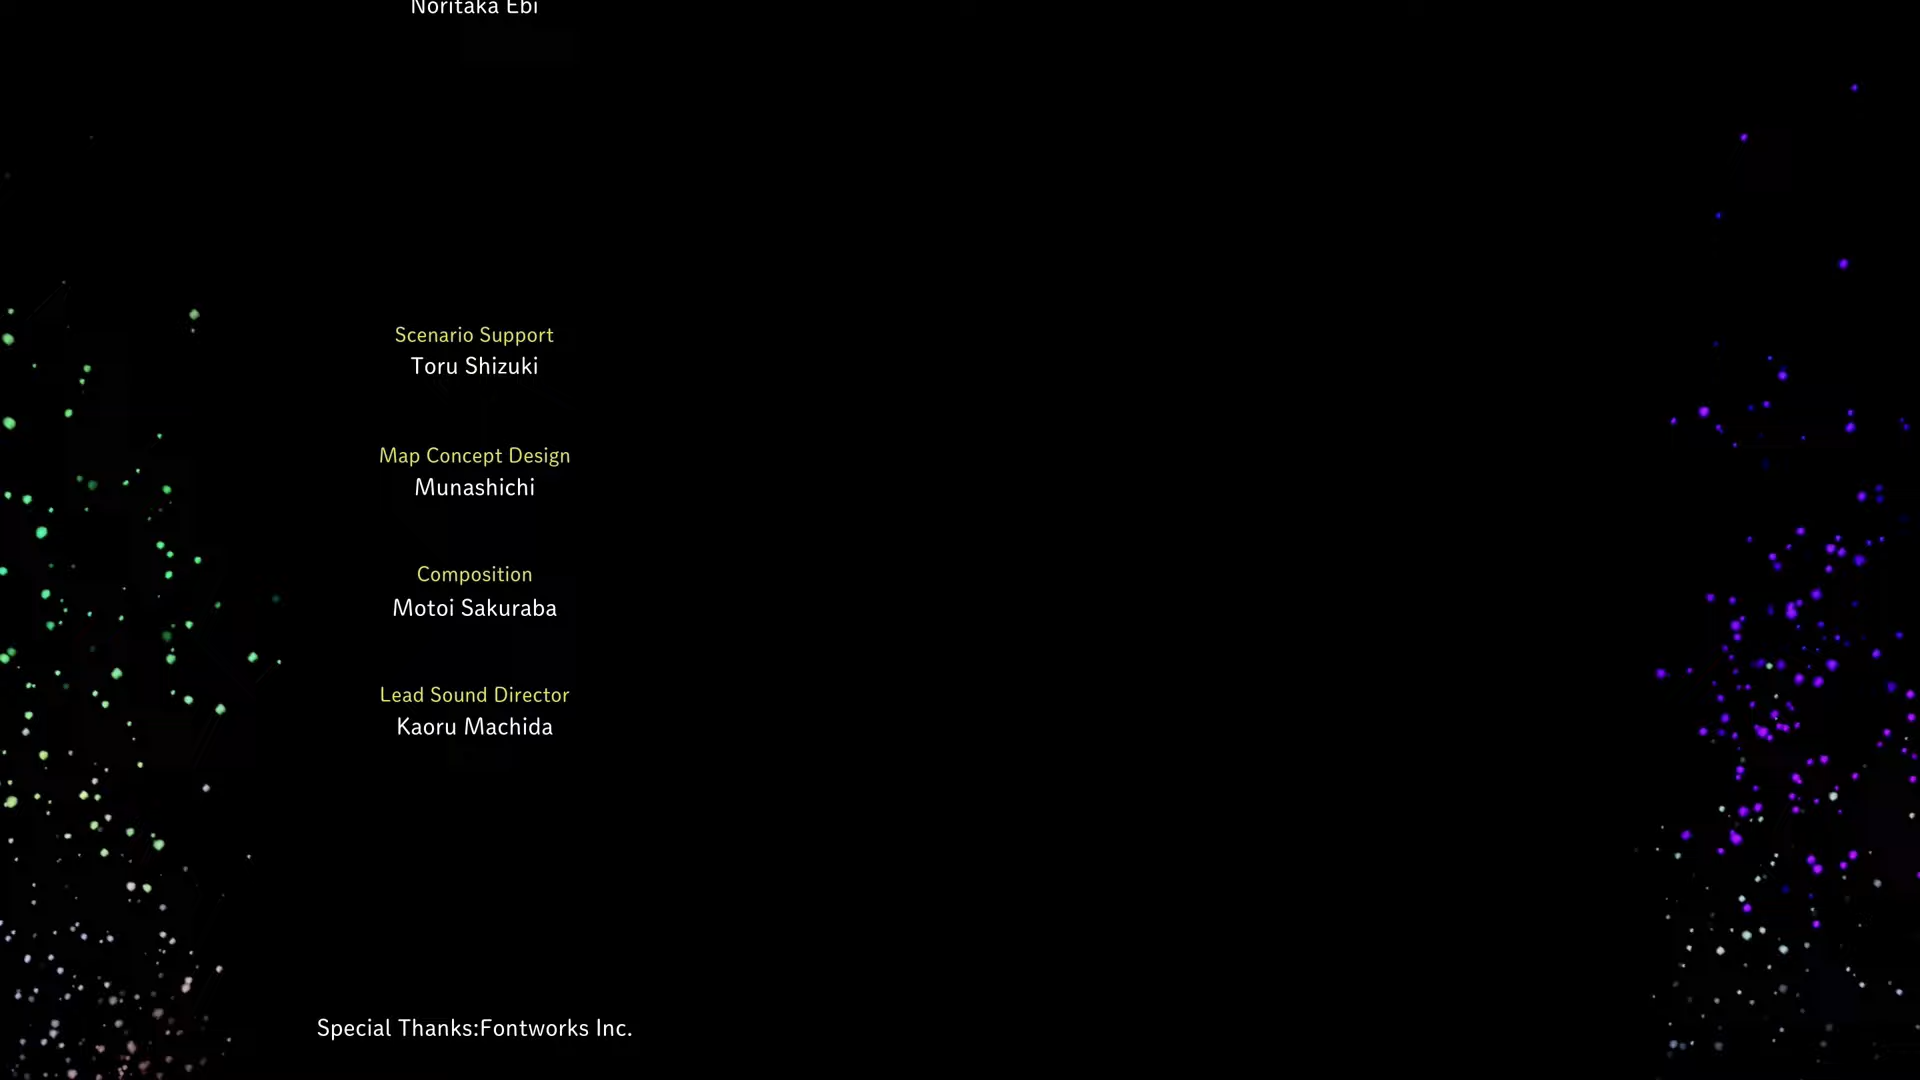 Noritaka Ebi
Scenario Support
Toru Shizuki
Map Concept Design
Munashichi
Composition
Motoi Sakuraba
Lead Sound Director
Kaoru Machida
Special Thanks:Fontworks Inc.